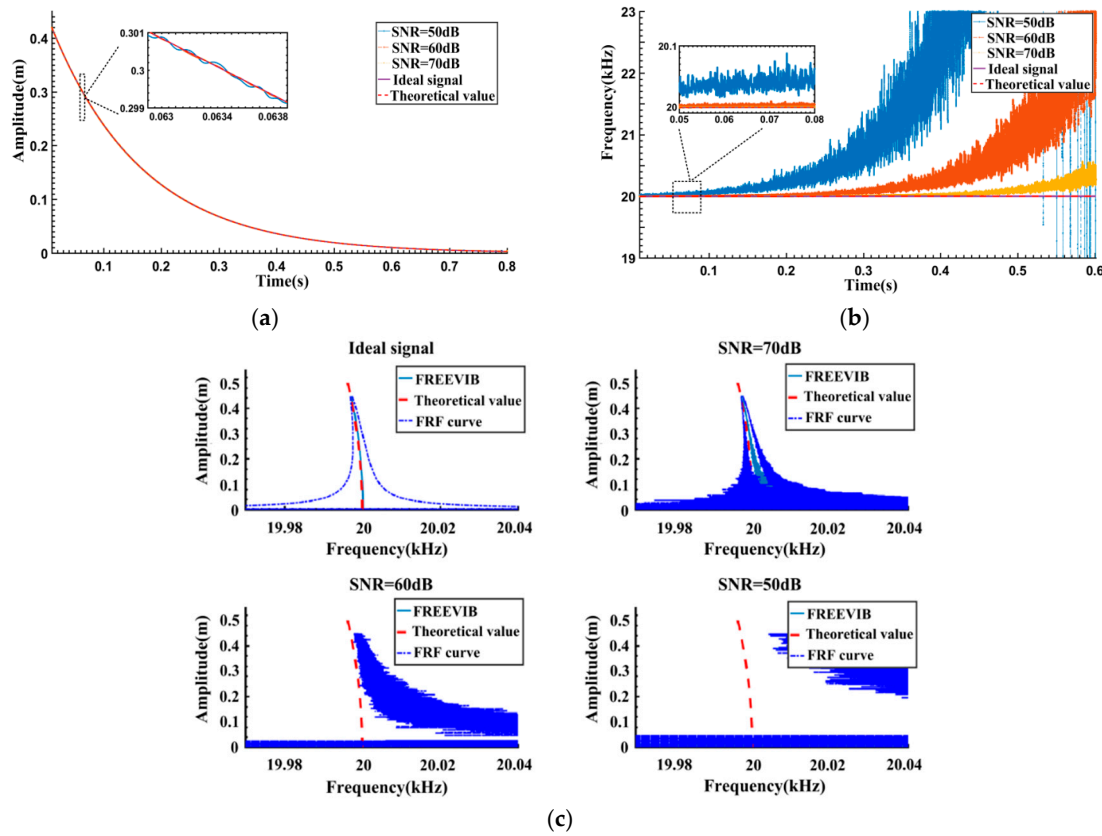 0.4
0.3
0.2
0.1
0
Amplitude(m)
0.301
0.3
0.299
0.063
0.0634
0.0638
SNR=50dB
SNR=60dB
SNR=70dB
Ideal signal
Theoretical value
0.1
0.2
0.3
0.4
0.5
0.6
0.7
0.8
Time(s)
(a)
23
22
21
20
19
Frequency(kHz)
20.1
20
0.05
0.06
0.07
0.08
SNR=50dB
SNR=60dB
SNR=70dB
Ideal signal
Theoretical value
0.1
0.2
0.3
0.4
0.5
0.6
Time(s)
(b)
Ideal signal
0.5
0.4
0.3
0.2
0.1
0
Amplitude(m)
FREEVIB
Theoretical value
FRF curve
19.98
20
20.02
20.04
Frequency(kHz)
SNR=70dB
0.5
0.4
0.3
0.2
0.1
0
Amplitude(m)
FREEVIB
Theoretical value
FRF curve
19.98
20
20.02
20.04
Frequency(kHz)
SNR=60dB
0.5
0.4
0.3
0.2
0.1
0
Amplitude(m)
FREEVIB
Theoretical value
FRF curve
19.98
20
20.02
20.04
Frequency(kHz)
SNR=50dB
0.5
0.4
0.3
0.2
0.1
0
Amplitude(m)
FREEVIB
Theoretical value
FRF curve
19.98
20
20.02
20.04
Frequency(kHz)
(c)